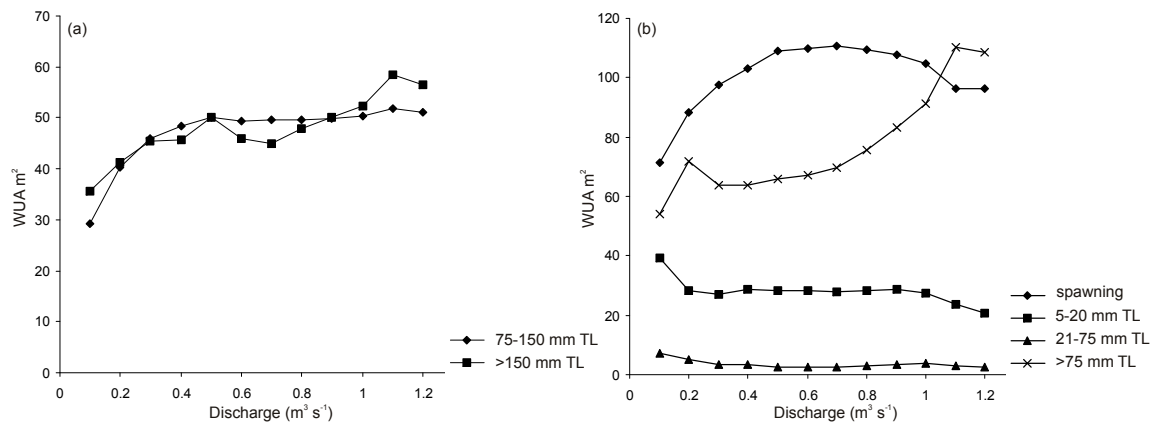 (a)
70
60
50
40
30
20
10
0
WUA m²
0 0.2 0.4 0.6 0.8 1.0 1.2
Discharge (m³ s⁻¹)
75-150 mm TL
>150 mm TL
(b)
120
100
80
60
40
20
0
WUA m²
0 0.2 0.4 0.6 0.8 1.0 1.2
Discharge (m³ s⁻¹)
spawning
5-20 mm TL
21-75 mm TL
>75 mm TL